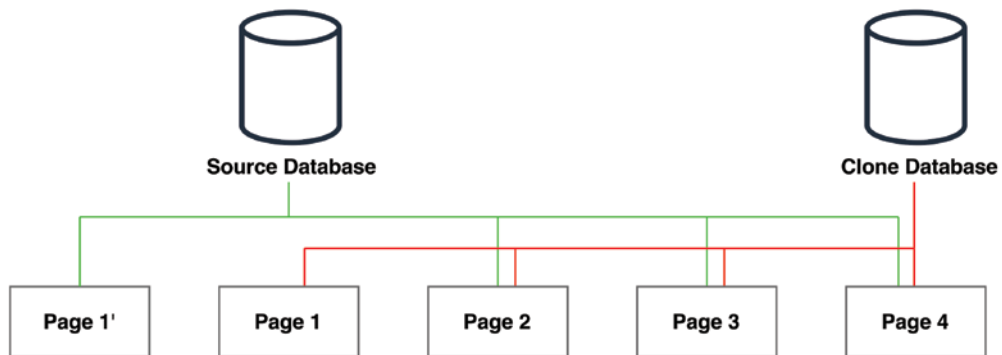 Source Database
Clone Database
Page 1'
Page 1
Page 2
Page 3
Page 4